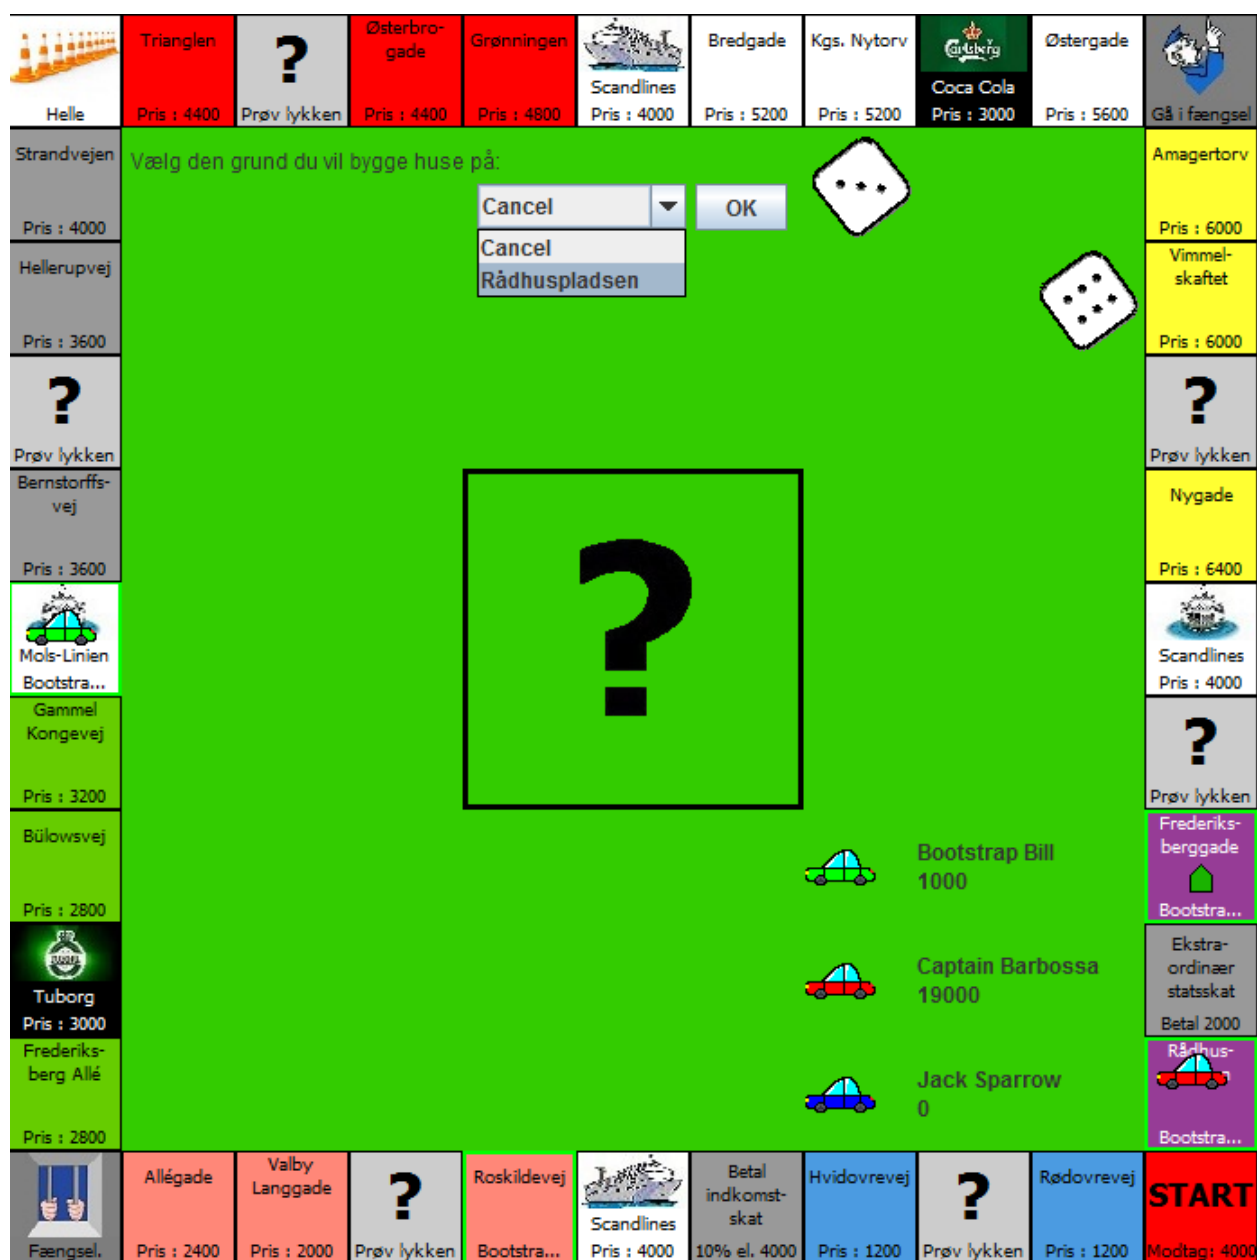 Helle
Trianglen
Pris : 4400
?
Prøv lykken
Østerbro-
gade
Pris : 4400
Grønningen
Pris : 4800
Scandlines
Pris : 4000
Bredgade
Pris : 5200
Kgs. Nytorv
Pris : 5200
Carlsberg
Coca Cola
Pris : 3000
Østergade
Pris : 5600
Gå i fængsel
Strandvejen
Pris : 4000
Vælg den grund du vil bygge huse på:
Cancel
OK
Cancel
Rådhuspladsen
Amagertorv
Pris : 6000
Hellerupvej
Pris : 3600
Vimmel-
skaftet
Pris : 6000
?
Prøv lykken
?
Prøv lykken
Bernstorffs-
vej
Pris : 3600
Nygade
Pris : 6400
?
Mols-Linien
Bootstra...
Scandlines
Pris : 4000
Gammel
Kongevej
Pris : 3200
?
Prøv lykken
Bülowsvej
Pris : 2800
Bootstrap Bill
1000
Frederiks-
berggade
Bootstra...
Tuborg
Pris : 3000
Captain Barbossa
19000
Ekstra-
ordinær
statsskat
Betal 2000
Frederiks-
berg Allé
Pris : 2800
Jack Sparrow
0
Rådhus-
Bootstra...
Fængsel.
Allégade
Pris : 2400
Valby
Langgade
Pris : 2000
?
Prøv lykken
Roskildevej
Bootstra...
Scandlines
Pris : 4000
Betal
indkomst-
skat
10% el. 4000
Hvidovrevej
Pris : 1200
?
Prøv lykken
Rødovrevej
Pris : 1200
START
Modtag: 4000